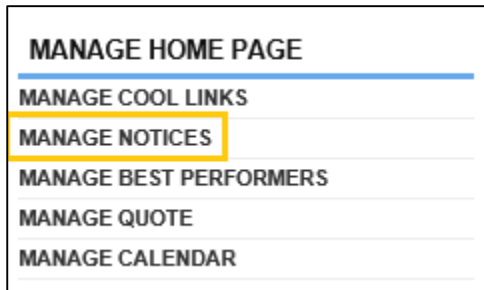 MANAGE HOME PAGE
MANAGE COOL LINKS
MANAGE NOTICES
MANAGE BEST PERFORMERS
MANAGE QUOTE
MANAGE CALENDAR